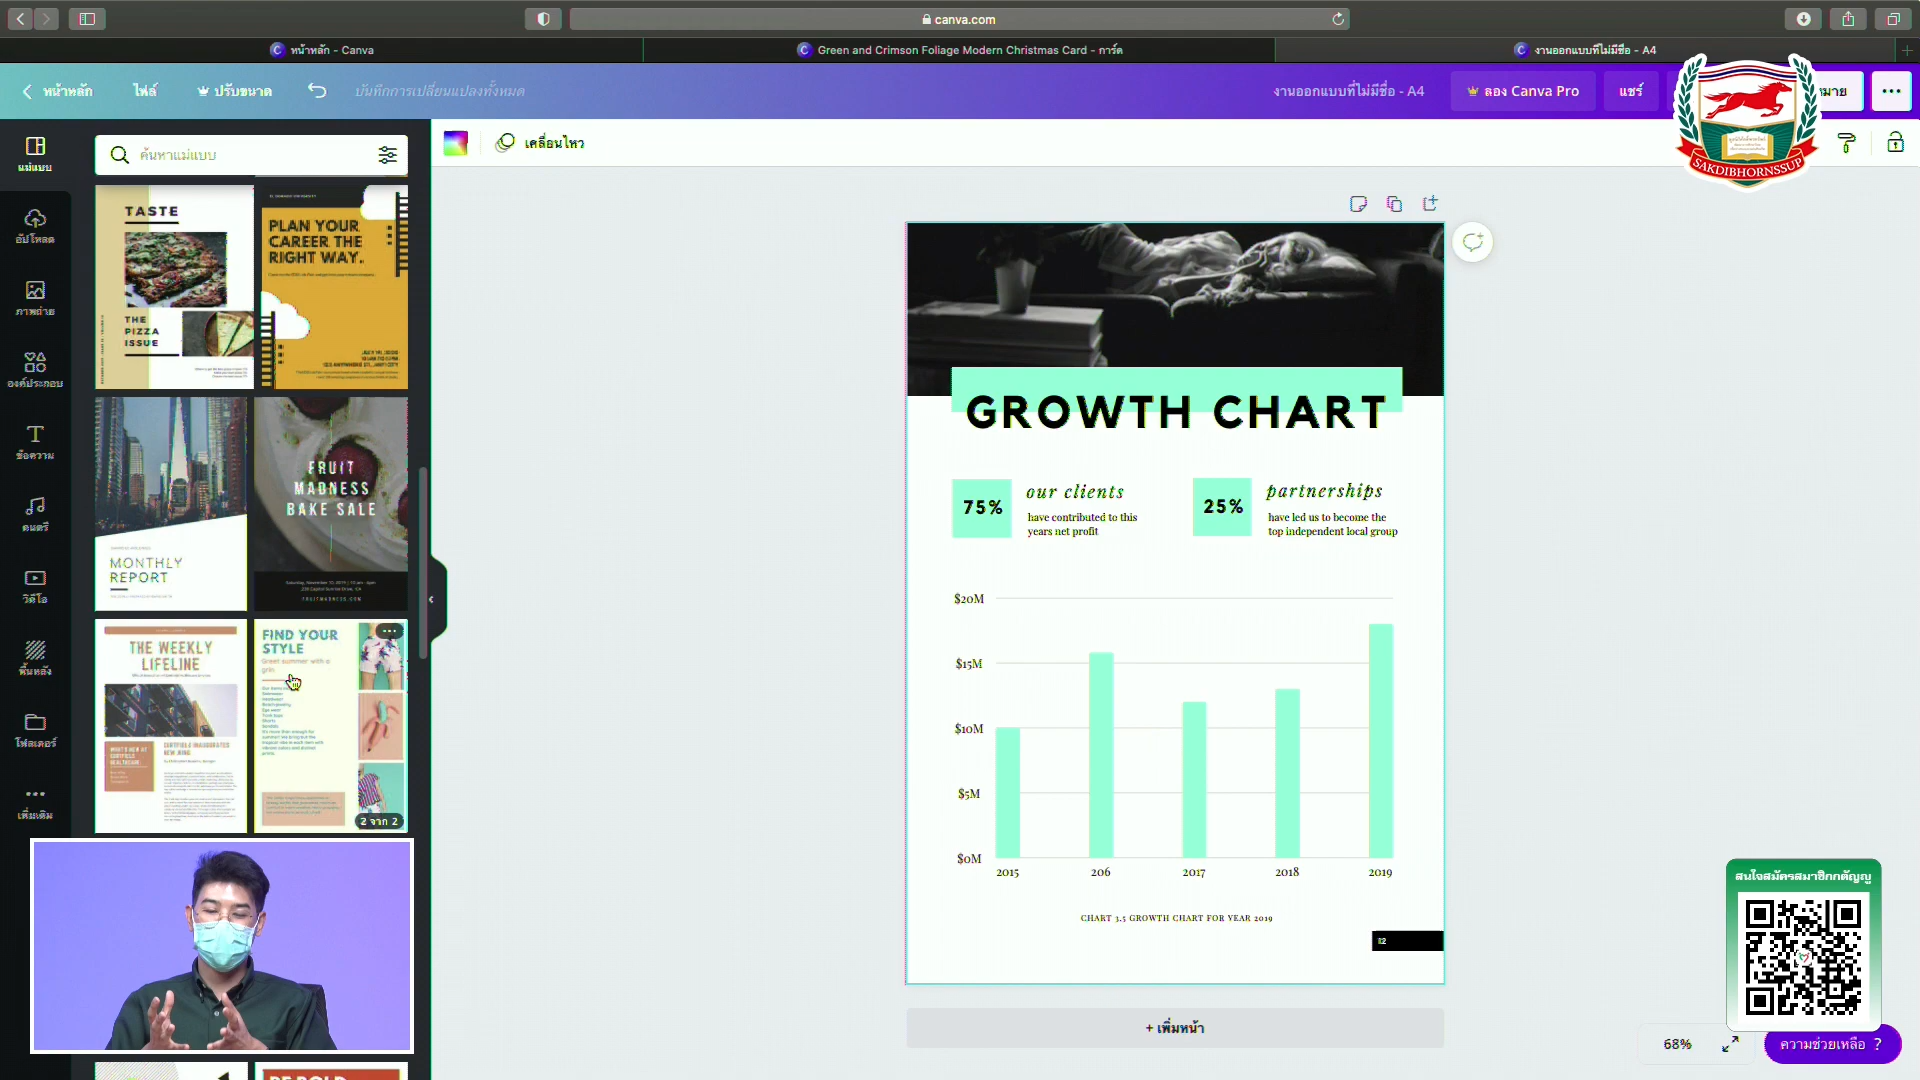 canva.com
หน้าหลัก - Canva
Green and Crimson Foliage Modern Christmas Card - การ์ด
งานออกแบบที่ไม่มีชื่อ - A4
หน้าหลัก
ไฟล์
ปรับขนาด
บันทึกการเปลี่ยนแปลงทั้งหมด
งานออกแบบที่ไม่มีชื่อ - A4
ลอง Canva Pro
แชร์
SAKDIBHORNSSUP
แม่แบบ
อัปโหลด
ภาพถ่าย
องค์ประกอบ
ข้อความ
ดนตรี
วิดีโอ
พื้นหลัง
โฟลเดอร์
เพิ่มเติม
ค้นหาแม่แบบ
เคลื่อนไหว
TASTE
THE
PIZZA
ISSUE
PLAN YOUR
CAREER THE
RIGHT WAY.
MONTHLY
REPORT
FRUIT
MADNESS
BAKE SALE
FRUITMADNESS.COM
THE WEEKLY
LIFELINE
FIND YOUR
STYLE
Greet summer with a
grin
2 จาก 2
GROWTH CHART
75%
our clients
have contributed to this
years net profit
25%
partnerships
have led us to become the
top independent local group
$20M
$15M
$10M
$5M
$0M
2015
206
2017
2018
2019
CHART 3.5 GROWTH CHART FOR YEAR 2019
12
+ เพิ่มหน้า
สนใจสมัครสมาชิกกตัญญู
68%
ความช่วยเหลือ ?